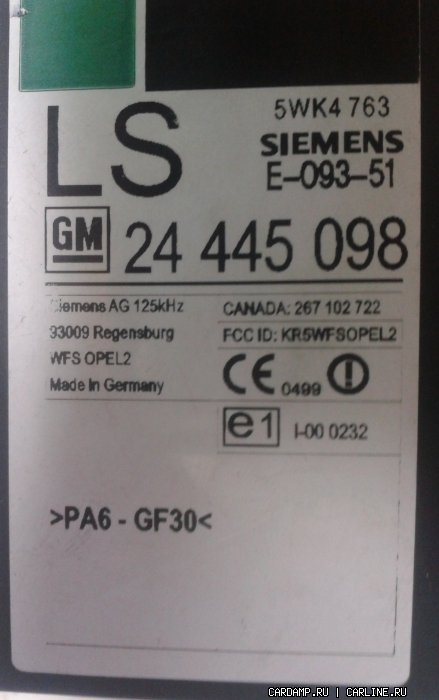 LS
5WK4 763
SIEMENS
E-093-51
GM 24 445 098
Siemens AG 125kHz
93009 Regensburg
WFS OPEL2
Made In Germany
CANADA: 267 102 722
FCC ID: KR5WFSOPEL2
CE 0499
e1 I-00 0232
>PA6 - GF30<
CARDAMP.RU | CARLINE.RU